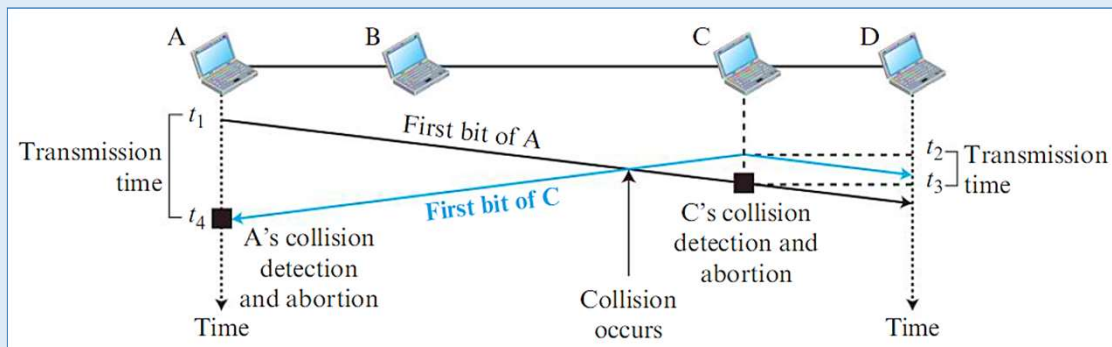 A
B
C
D
t1
First bit of A
t2
Transmission
time
Transmission
time
t3
First bit of C
t4
A's collision
detection
and abortion
C's collision
detection and
abortion
Collision
occurs
Time
Time